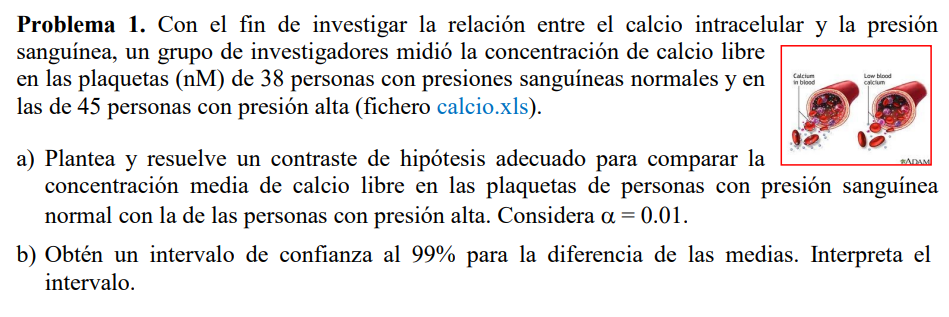 Problema 1. Con el fin de investigar la relación entre el calcio intracelular y la presión
sanguínea, un grupo de investigadores midió la concentración de calcio libre
en las plaquetas (nM) de 38 personas con presiones sanguíneas normales y en
las de 45 personas con presión alta (fichero calcio.xls).
Calcium
in blood
Low blood
calcium
ADAM
a) Plantea y resuelve un contraste de hipótesis adecuado para comparar la
concentración media de calcio libre en las plaquetas de personas con presión sanguínea
normal con la de las personas con presión alta. Considera α = 0.01.
b) Obtén un intervalo de confianza al 99% para la diferencia de las medias. Interpreta el
intervalo.